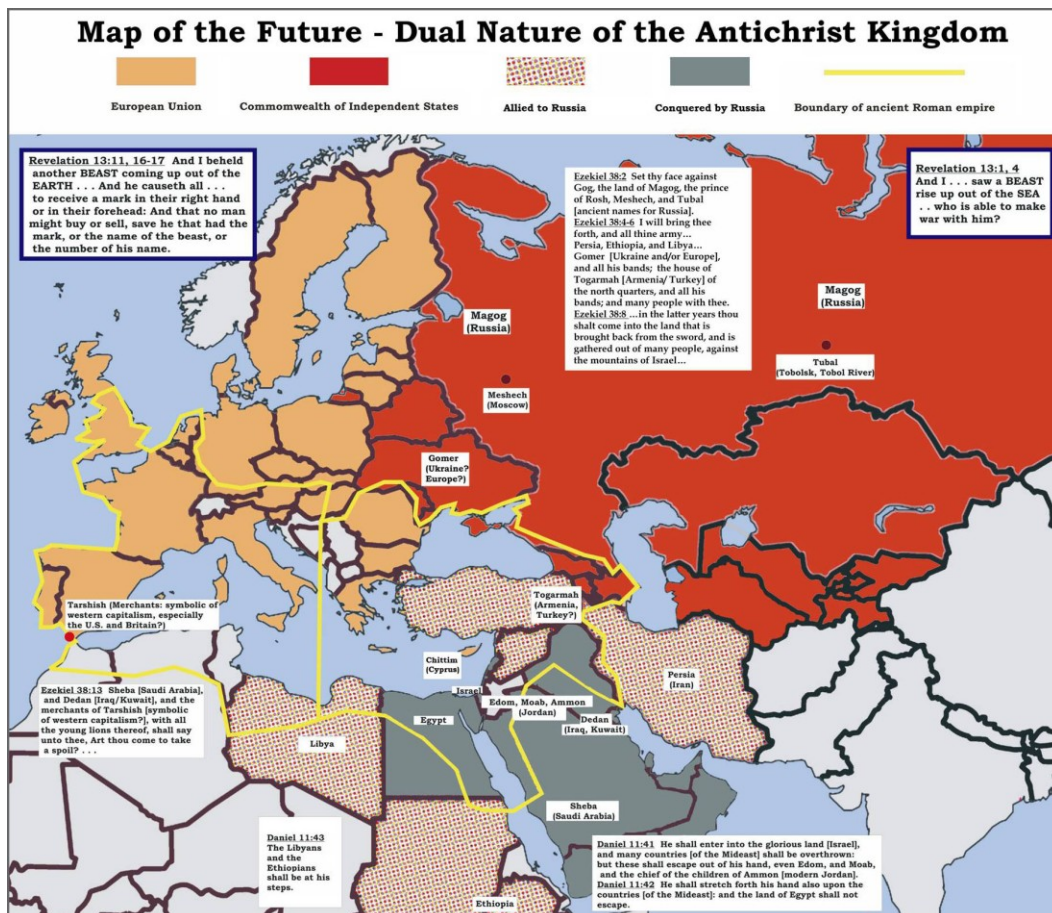 Map of the Future - Dual Nature of the Antichrist Kingdom
European Union
Commomwealth of Independent States
Allied to Russia
Conquered by Russia
Boundary of ancient Roman empire
Revelation 13:11, 16-17 And I beheld
another BEAST coming up out of the
EARTH . . . And he causeth all . . .
to receive a mark in their right hand
or in their forehead: And that no man
might buy or sell, save he that had the
mark, or the name of the beast, or
the number of his name.
Ezekiel 38:2 Set thy face against
Gog, the land of Magog, the prince
of Rosh, Meshech, and Tubal
[ancient names for Russia].
Ezekiel 38:4-6 I will bring thee
forth, and all thine army...
Persia, Ethiopia, and Libya...
Gomer [Ukraine and/or Europe],
and all his bands; the house of
Togarmah [Armenia/ Turkey] of
the north quarters, and all his
bands; and many people with thee.
Ezekiel 38:8 ...in the latter years thou
shalt come into the land that is
brought back from the sword, and is
gathered out of many people, against
the mountains of Israel...
Revelation 13:1, 4
And I . . . saw a BEAST
rise up out of the SEA
. . who is able to make
war with him?
Magog
(Russia)
Magog
(Russia)
Tubal
(Tobolsk, Tobol River)
Meshech
(Moscow)
Gomer
(Ukraine?
Europe?)
Tarshish (Merchants: symbolic of
western capitalism, especially
the U.S. and Britain?)
Togarmah
(Armenia,
Turkey?)
Chittim
(Cyprus)
Persia
(Iran)
Israel
Edom, Moab, Ammon
(Jordan)
Ezekiel 38:13 Sheba [Saudi Arabia],
and Dedan [Iraq/Kuwait], and the
merchants of Tarshish [symbolic
of western capitalism?], with all
the young lions thereof, shall say
unto thee, Art thou come to take
a spoil? . . .
Egypt
Dedan
(Iraq, Kuwait)
Libya
Sheba
(Saudi Arabia)
Daniel 11:43
The Libyans
and the
Ethiopians
shall be at his
steps.
Daniel 11:41 He shall enter into the glorious land [Israel],
and many countries [of the Mideast] shall be overthrown:
but these shall escape out of his hand, even Edom, and Moab,
and the chief of the children of Ammon [modern Jordan].
Daniel 11:42 He shall stretch forth his hand also upon the
countries [of the Mideast]: and the land of Egypt shall not
escape.
Ethiopia